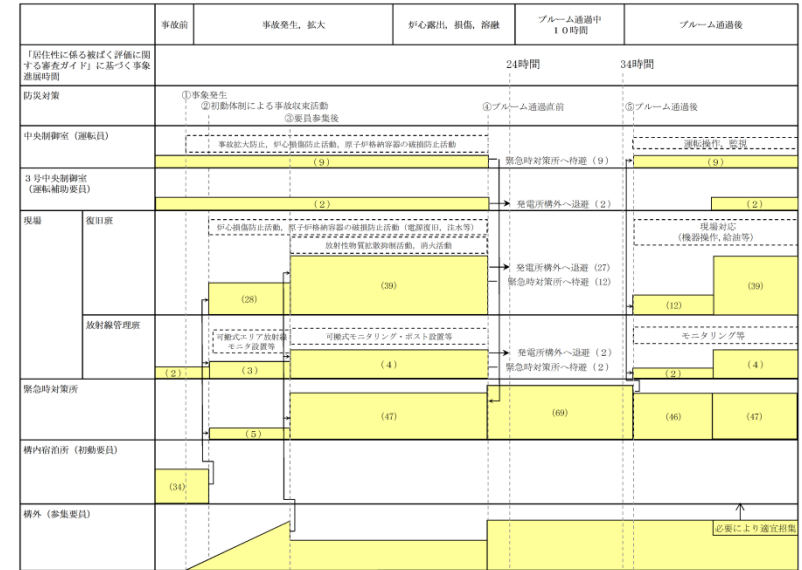 事故前
事故発生，拡大
炉心露出，損傷，溶融
プルーム通過中
１０時間
プルーム通過後
「居住性に係る被ばく評価に関
する審査ガイド」に基づく事象
進展時間
24時間
34時間
防災対策
①事象発生
②初動体制による事故収束活動
③要員参集後
④プルーム通過直前
⑤プルーム通過後
中央制御室（運転員）
事故拡大防止，炉心損傷防止活動，原子炉格納容器の破損防止活動
運転操作，監視
（9）
緊急時対策所へ待避（9）
（9）
３号中央制御室
（運転補助要員）
（2）
発電所構外へ退避（2）
（2）
現場
復旧班
炉心損傷防止活動，原子炉格納容器の破損防止活動（電源復旧，注水等）
放射性物質拡散抑制活動，消火活動
現場対応
（機器操作，給油等）
（28）
（39）
発電所構外へ退避（27）
緊急時対策所へ待避（12）
（12）
（39）
放射線管理班
可搬式エリア放射線
モニタ設置等
可搬式モニタリング・ポスト設置等
モニタリング等
（2）
（3）
（4）
発電所構外へ退避（2）
緊急時対策所へ待避（2）
（2）
（4）
緊急時対策所
（5）
（47）
（69）
（46）
（47）
構内宿泊所（初動要員）
（34）
構外（参集要員）
必要により適宜招集